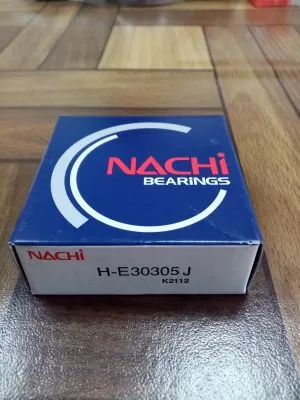 NACHi
BEARINGS
NACHi
H-E30305J
K2112